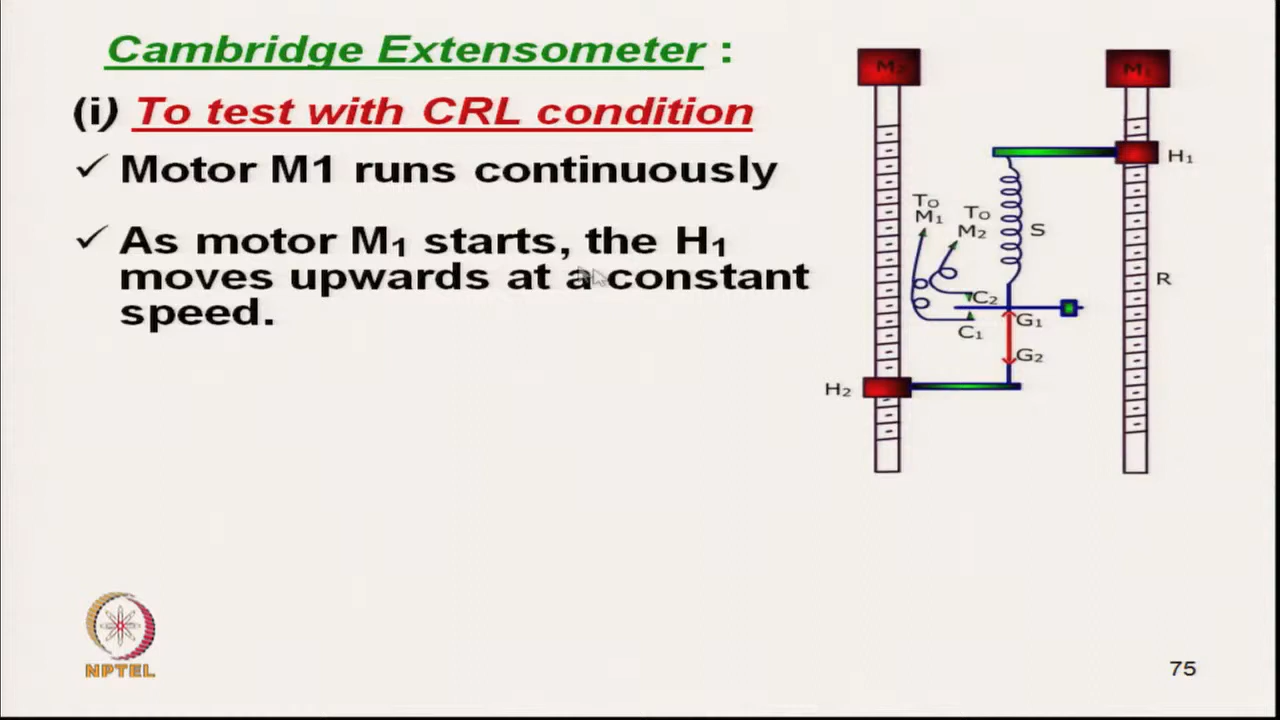 Cambridge Extensometer :
(i) To test with CRL condition
✓ Motor M1 runs continuously
✓ As motor M₁ starts, the H₁
moves upwards at a constant
speed.
M₂
M₁
H₁
To
M₁
To
M₂
S
R
C₂
G₁
C₁
G₂
H₂
NPTEL
75